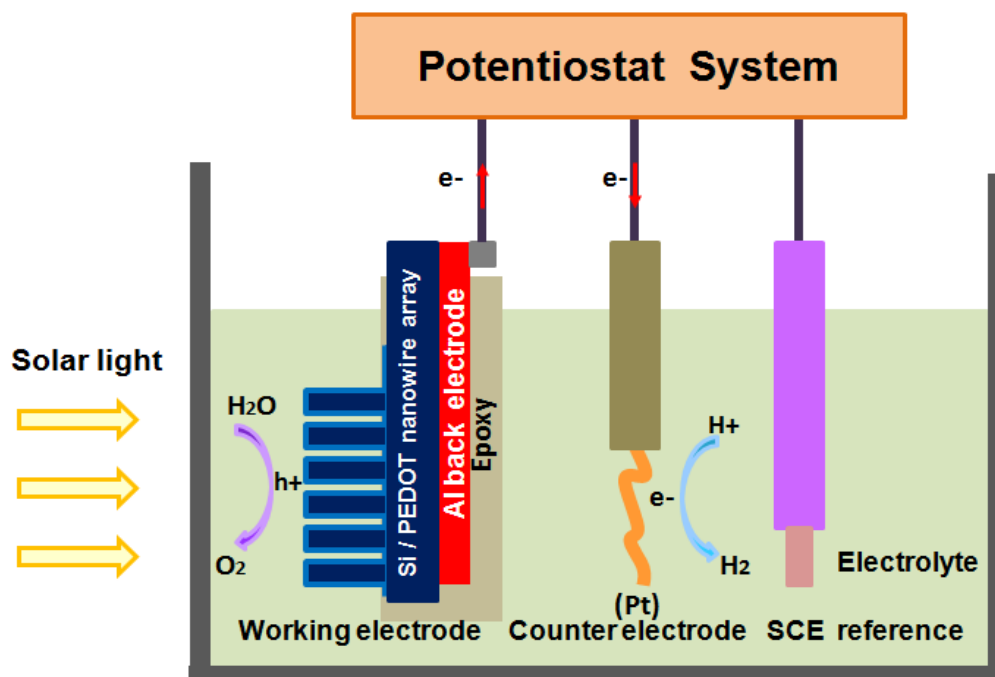 Potentiostat System
e-
e-
Solar light
H2O
h+
O2
Si / PEDOT nanowire array
Al back electrode
Epoxy
H+
e-
H2
Electrolyte
(Pt)
Working electrode
Counter electrode
SCE reference